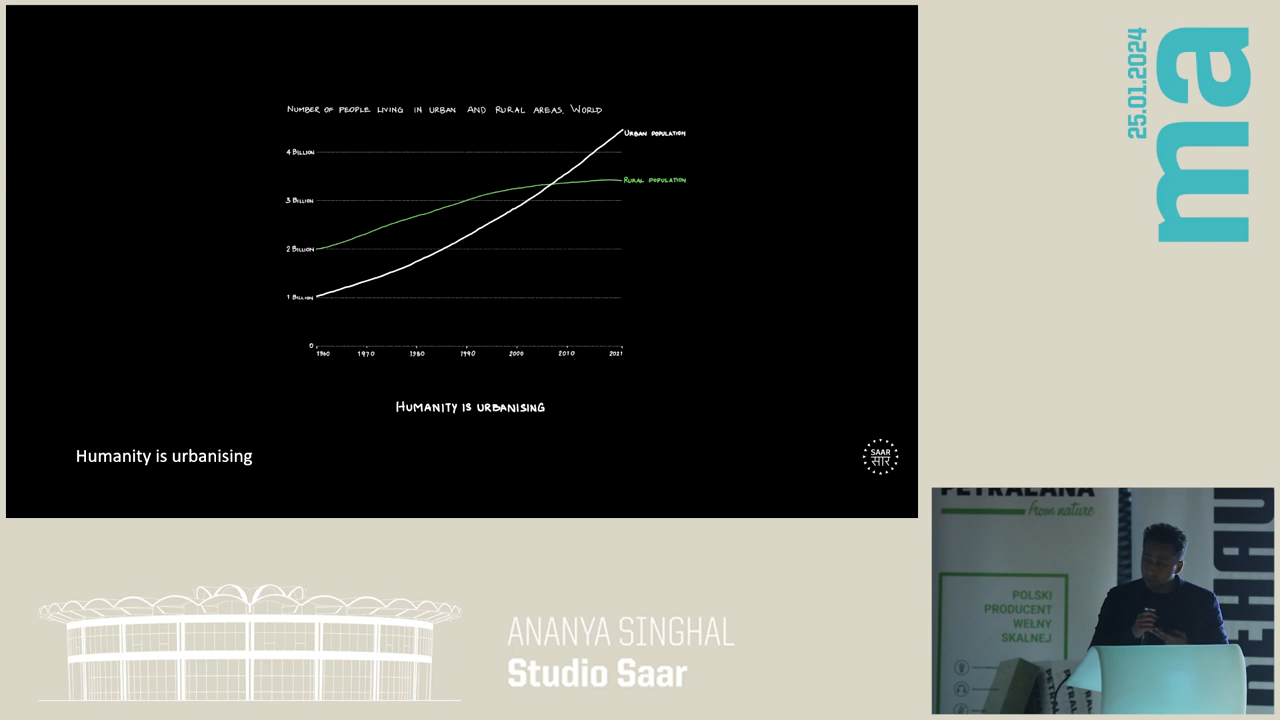 NUMBER OF PEOPLE LIVING IN URBAN AND RURAL AREAS, WORLD
URBAN POPULATION
4 BILLION
RURAL POPULATION
3 BILLION
2 BILLION
1 BILLION
0
1960 1970 1980 1990 2000 2010 2021
HUMANITY IS URBANISING
Humanity is urbanising
SAAR
सार
25.01.2024
ma
PETRALANA
from nature
POLSKI
PRODUCENT
WEŁNY
SKALNEJ
REHAU
ANANYA SINGHAL
Studio Saar